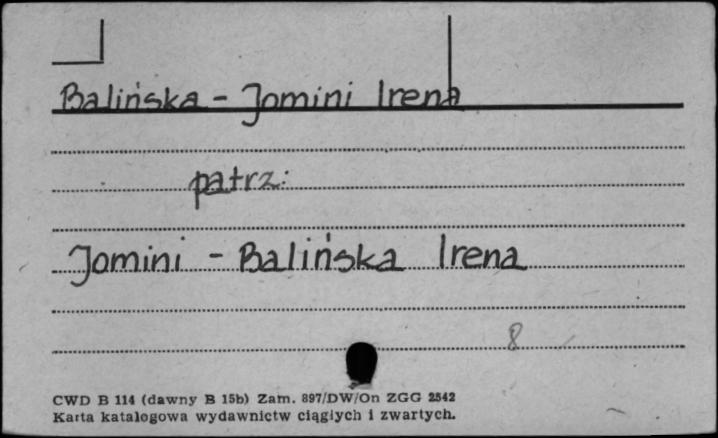 Balińska - Jomini Irena
patrz:
Jomini - Balińska Irena
8
CWD B 114 (dawny B 15b) Zam. 897/DW/On ZGG 2542
Karta katalogowa wydawnictw ciągłych i zwartych.